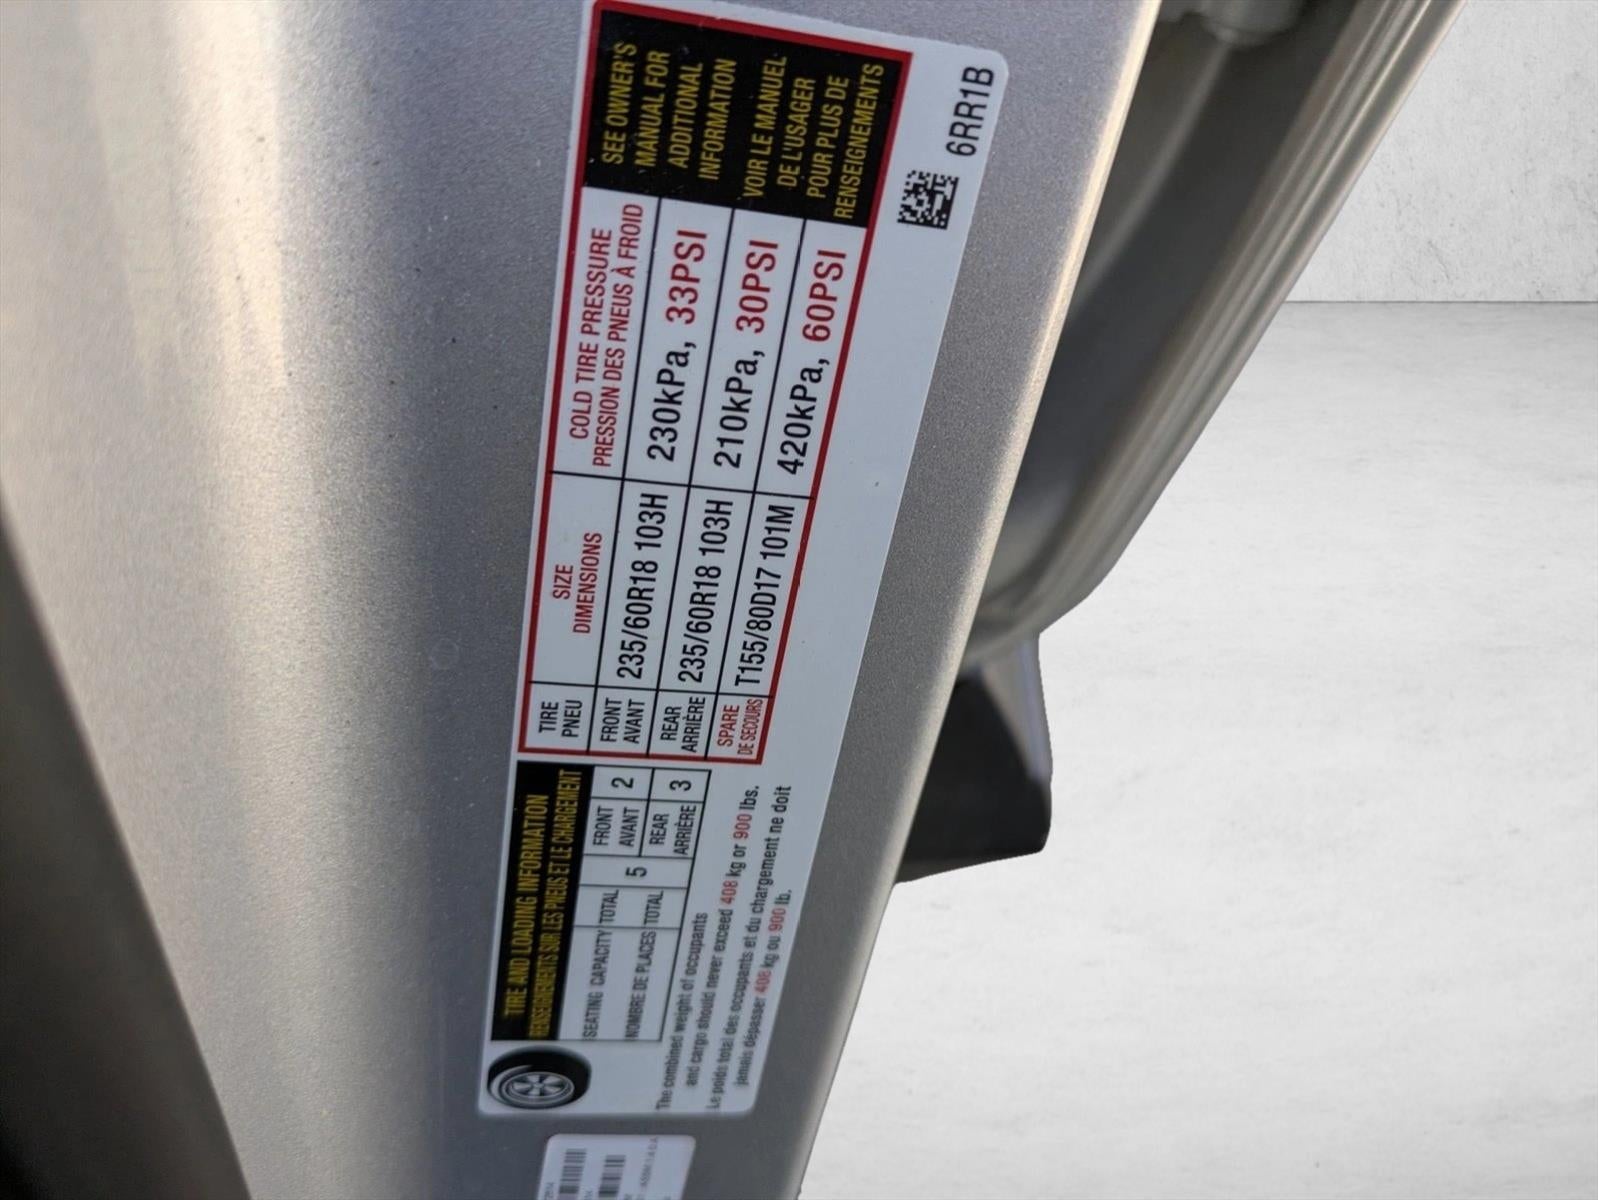 TIRE AND LOADING INFORMATION
RENSEIGNEMENTS SUR LES PNEUS ET LE CHARGEMENT
SEATING CAPACITY TOTAL 5 FRONT 2 REAR 3
NOMBRE DE PLACES TOTAL AVANT ARRIÈRE
The combined weight of occupants
and cargo should never exceed 408 kg or 900 lbs.
Le poids total des occupants et du chargement ne doit
jamais dépasser 408 kg ou 900 lb.
TIRE SIZE COLD TIRE PRESSURE
PNEU DIMENSIONS PRESSION DES PNEUS À FROID
FRONT
AVANT 235/60R18 103H 230kPa, 33PSI
REAR
ARRIÈRE 235/60R18 103H 210kPa, 30PSI
SPARE
DE SECOURS T155/80D17 101M 420kPa, 60PSI
SEE OWNER'S
MANUAL FOR
ADDITIONAL
INFORMATION
VOIR LE MANUEL
DE L'USAGER
POUR PLUS DE
RENSEIGNEMENTS
6RR1B